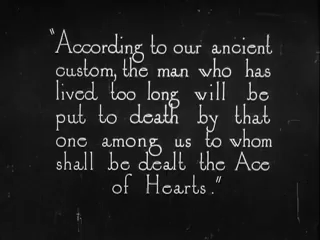 "According to our ancient
custom, the man who has
lived too long will be
put to death by that
one among us to whom
shall be dealt the Ace
of Hearts."